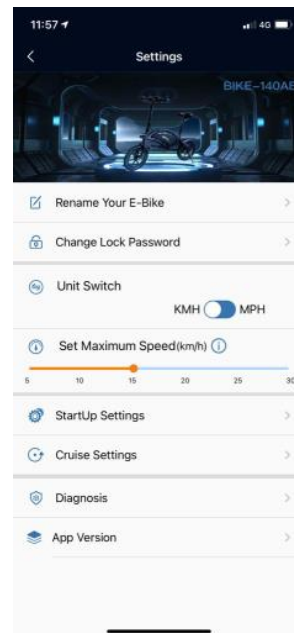 11:57
4G
Settings
BIKE-140AE
Rename Your E-Bike
Change Lock Password
Unit Switch
KMH MPH
Set Maximum Speed(km/h)
5 10 15 20 25 30
StartUp Settings
Cruise Settings
Diagnosis
App Version